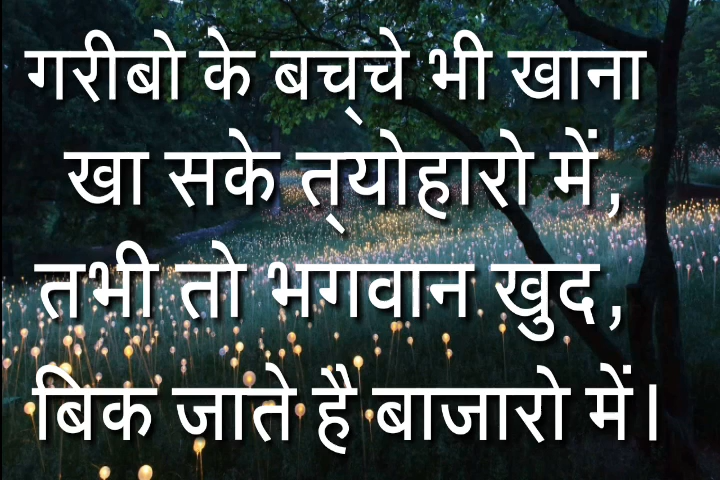 गरीबो के बच्चे भी खाना
खा सके त्योहारो में,
तभी तो भगवान खुद,
बिक जाते है बाजारो में।